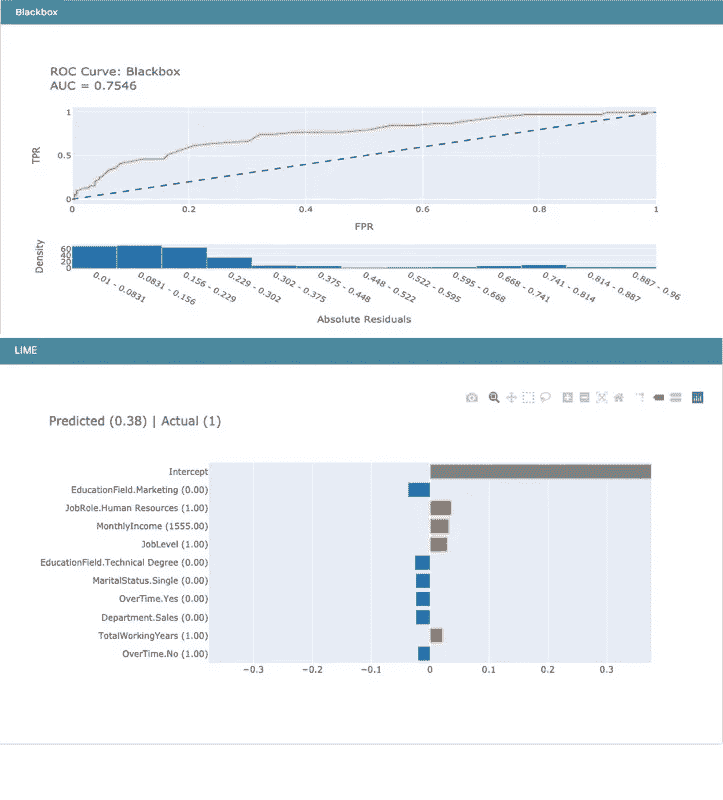 Blackbox
ROC Curve: Blackbox
AUC = 0.7546
1
0.5
0
TPR
0 0.2 0.4 0.6 0.8 1
FPR
60
40
20
0
Density
0.01 - 0.0831
0.0831 - 0.156
0.156 - 0.229
0.229 - 0.302
0.302 - 0.375
0.375 - 0.448
0.448 - 0.522
0.522 - 0.595
0.595 - 0.668
0.668 - 0.741
0.741 - 0.814
0.814 - 0.887
0.887 - 0.96
Absolute Residuals
LIME
Predicted (0.38) | Actual (1)
Intercept
EducationField.Marketing (0.00)
JobRole.Human Resources (1.00)
MonthlyIncome (1555.00)
JobLevel (1.00)
EducationField.Technical Degree (0.00)
MaritalStatus.Single (0.00)
OverTime.Yes (0.00)
Department.Sales (0.00)
TotalWorkingYears (1.00)
OverTime.No (1.00)
−0.3 −0.2 −0.1 0 0.1 0.2 0.3